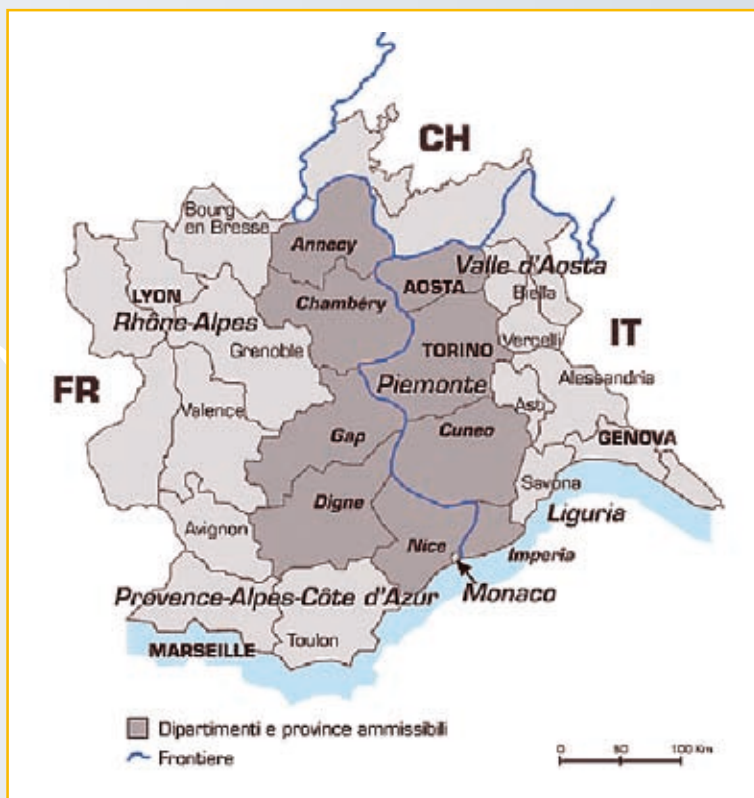 CH
Bourg
en Bresse
Annecy
Valle d'Aosta
AOSTA
LYON
Chambéry
Biella
Rhône-Alpes
IT
Vercelli
Grenoble
TORINO
FR
Piemonte
Alessandria
Valence
Asti
Gap
Cuneo
GENOVA
Savona
Digne
Liguria
Avignon
Nice
Imperia
Provence-Alpes-Côte d'Azur
Monaco
Toulon
MARSEILLE
Dipartimenti e province ammissibili
Frontiere
0 50 100 Km